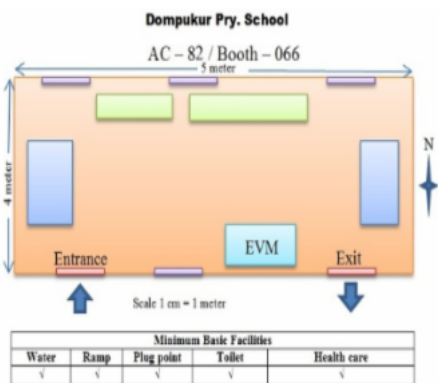 Dompukur Pry. School
AC – 82 / Booth – 066
5 meter
4 meter
N
EVM
Entrance
Exit
Scale 1 cm = 1 meter
Minimum Basic Facilities
Water Ramp Plug point Toilet Health care
√ √ √ √ √